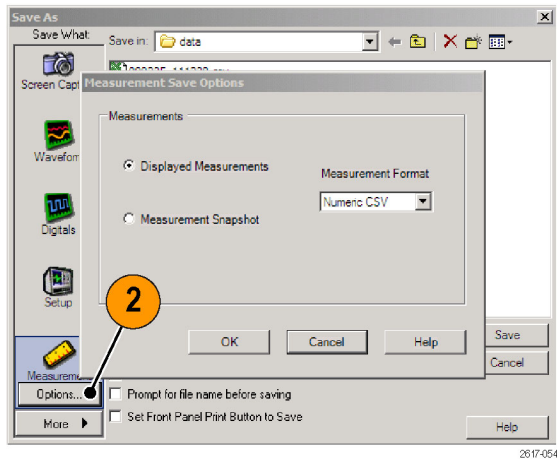 Save As
Save What:
Save in:
data
Screen Capt
Measurement Save Options
Measurements
Displayed Measurements
Measurement Format
Numeric CSV
Measurement Snapshot
Waveform
Digitals
Setup
2
OK
Cancel
Help
Save
Cancel
Measureme
Options...
Prompt for file name before saving
Set Front Panel Print Button to Save
More
Help
2617-054